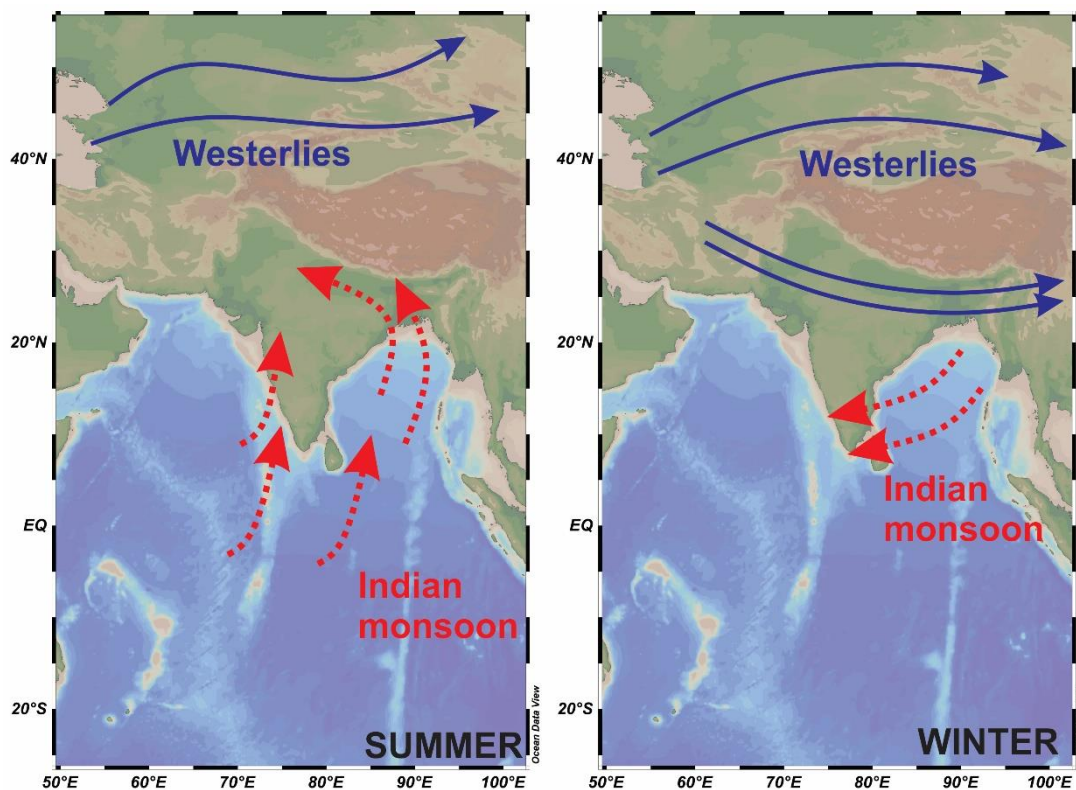 Westerlies
40°N
20°N
EQ
20°S
Indian
monsoon
SUMMER
Ocean Data View
50°E 60°E 70°E 80°E 90°E 100°E
Westerlies
Indian
monsoon
WINTER
50°E 60°E 70°E 80°E 90°E 100°E